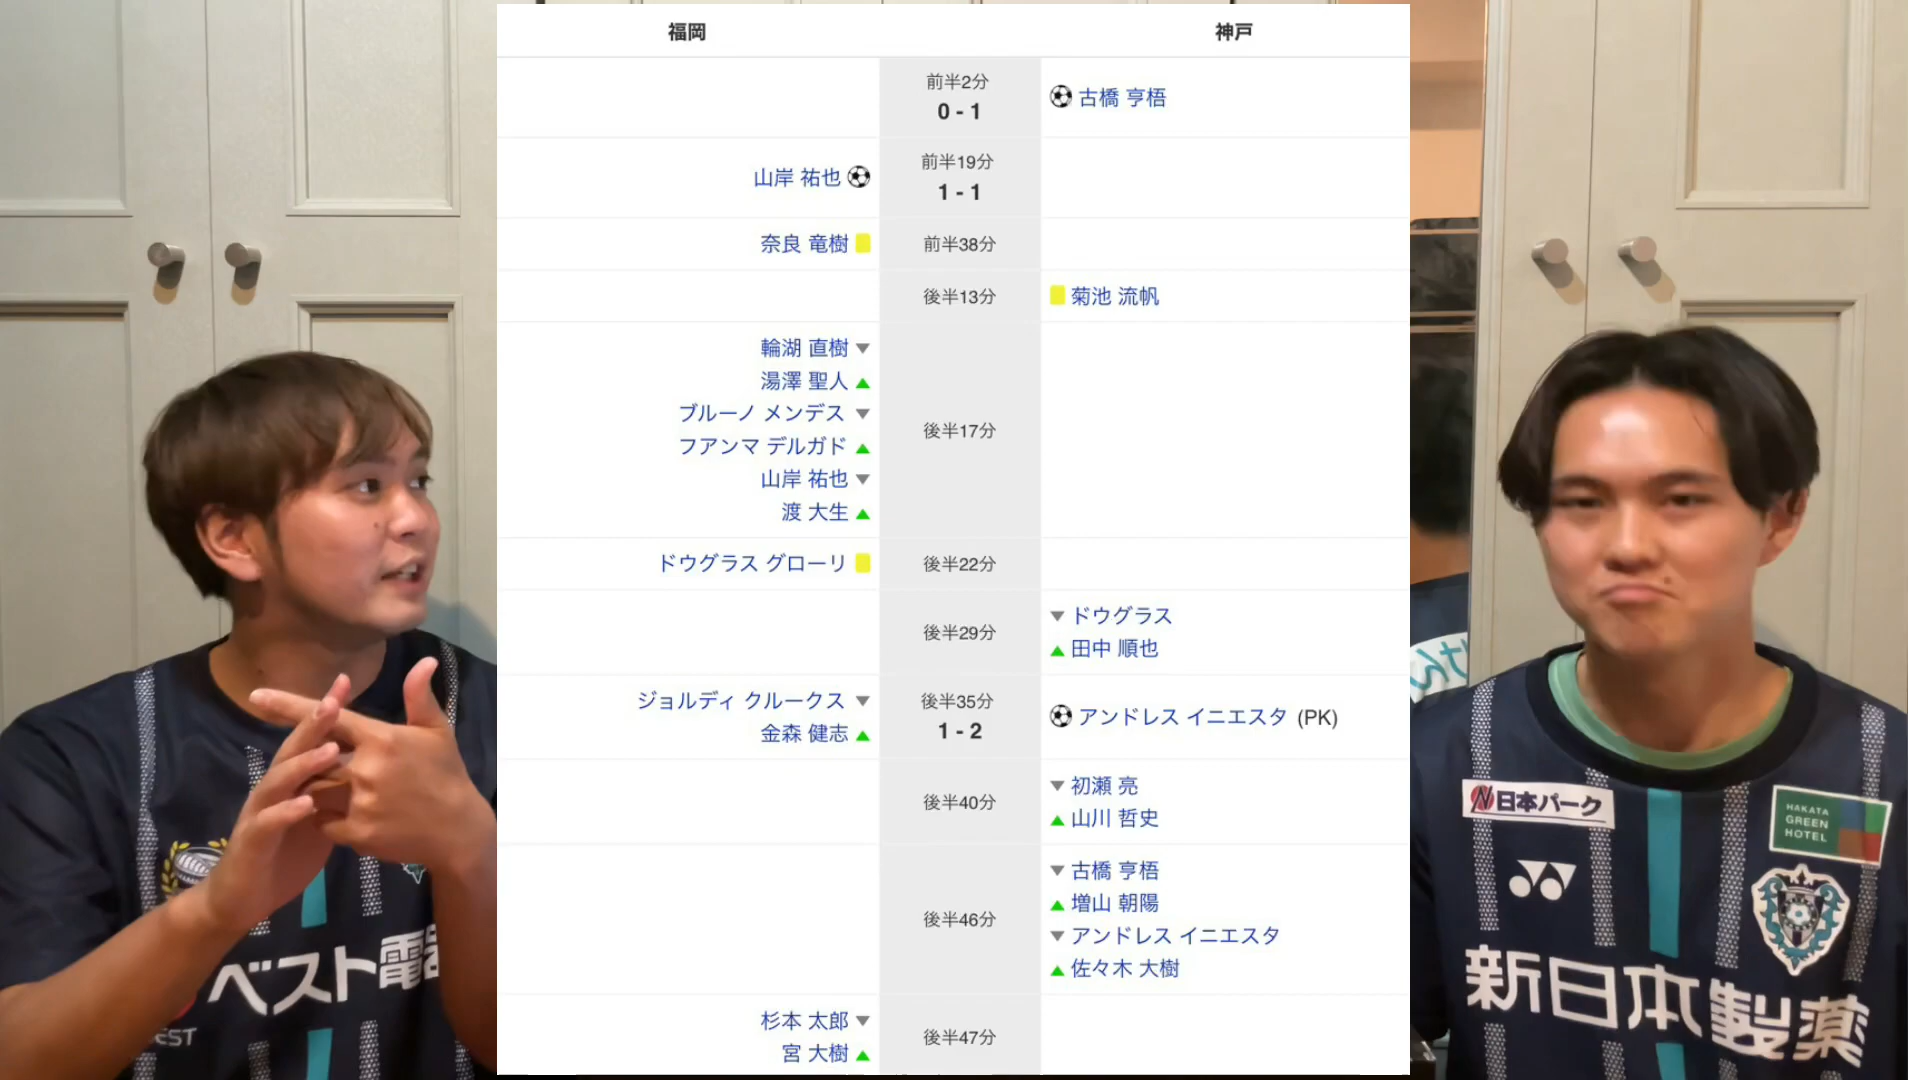 福岡
神戸
前半2分
0 - 1
古橋 亨梧
山岸 祐也
前半19分
1 - 1
奈良 竜樹
前半38分
後半13分
菊池 流帆
輪湖 直樹
湯澤 聖人
ブルーノ メンデス
フアンマ デルガド
山岸 祐也
渡 大生
後半17分
ドウグラス グローリ
後半22分
後半29分
ドウグラス
田中 順也
ジョルディ クルークス
金森 健志
後半35分
1 - 2
アンドレス イニエスタ (PK)
後半40分
初瀬 亮
山川 哲史
後半46分
古橋 亨梧
増山 朝陽
アンドレス イニエスタ
佐々木 大樹
杉本 太郎
宮 大樹
後半47分
ベスト電器
EST
日本パーク
HAKATA
GREEN
HOTEL
新日本製薬